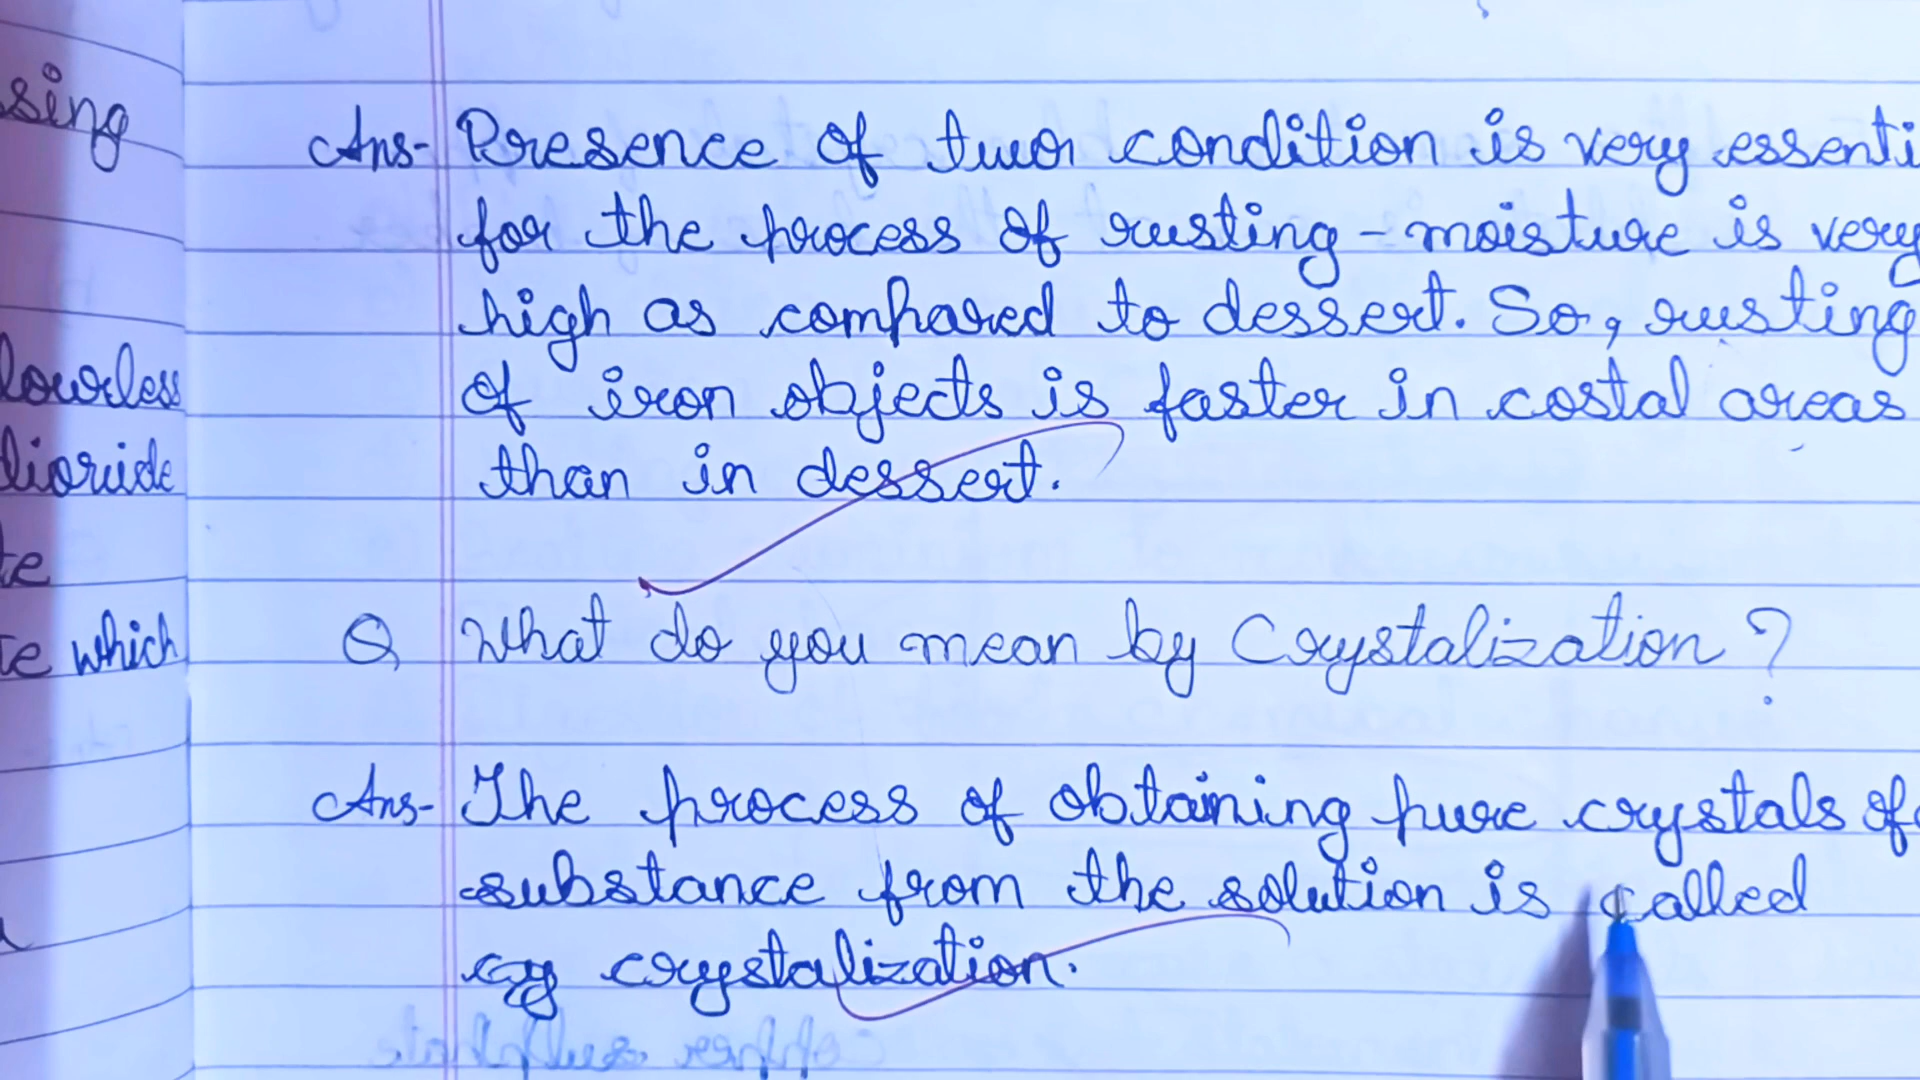 sing
lourless
te
te which
Ans- Presence of two condition is very essenti
for the process of rusting - moisture is very
high as compared to dessert. So, rusting
of iron objects is faster in costal areas
than in dessert.
Q What do you mean by Crystalization ?
Ans- The process of obtaining pure crystals of
substance from the solution is called
cy crystalization.